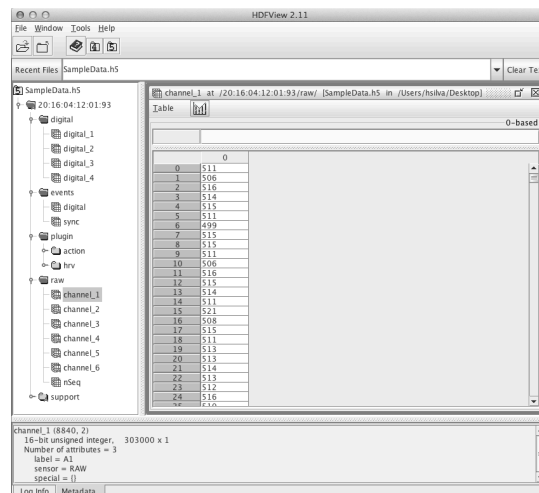 HDFView 2.11
File Window Tools Help
Recent Files SampleData.h5 Clear Te
SampleData.h5
20:16:04:12:01:93
digital
digital_1
digital_2
digital_3
digital_4
events
digital
sync
plugin
action
hrv
raw
channel_1
channel_2
channel_3
channel_4
channel_5
channel_6
nSeq
support
channel_1 at /20:16:04:12:01:93/raw/ [SampleData.h5 in /Users/hsilva/Desktop]
Table
0-based
0
0 511
1 506
2 516
3 514
4 515
5 511
6 499
7 515
8 515
9 511
10 506
11 516
12 515
13 514
14 511
15 521
16 508
17 515
18 511
19 513
20 513
21 514
22 513
23 512
24 516
25 510
channel_1 (8840, 2)
16-bit unsigned integer, 303000 x 1
Number of attributes = 3
label = A1
sensor = RAW
special = {}
Log Info Metadata